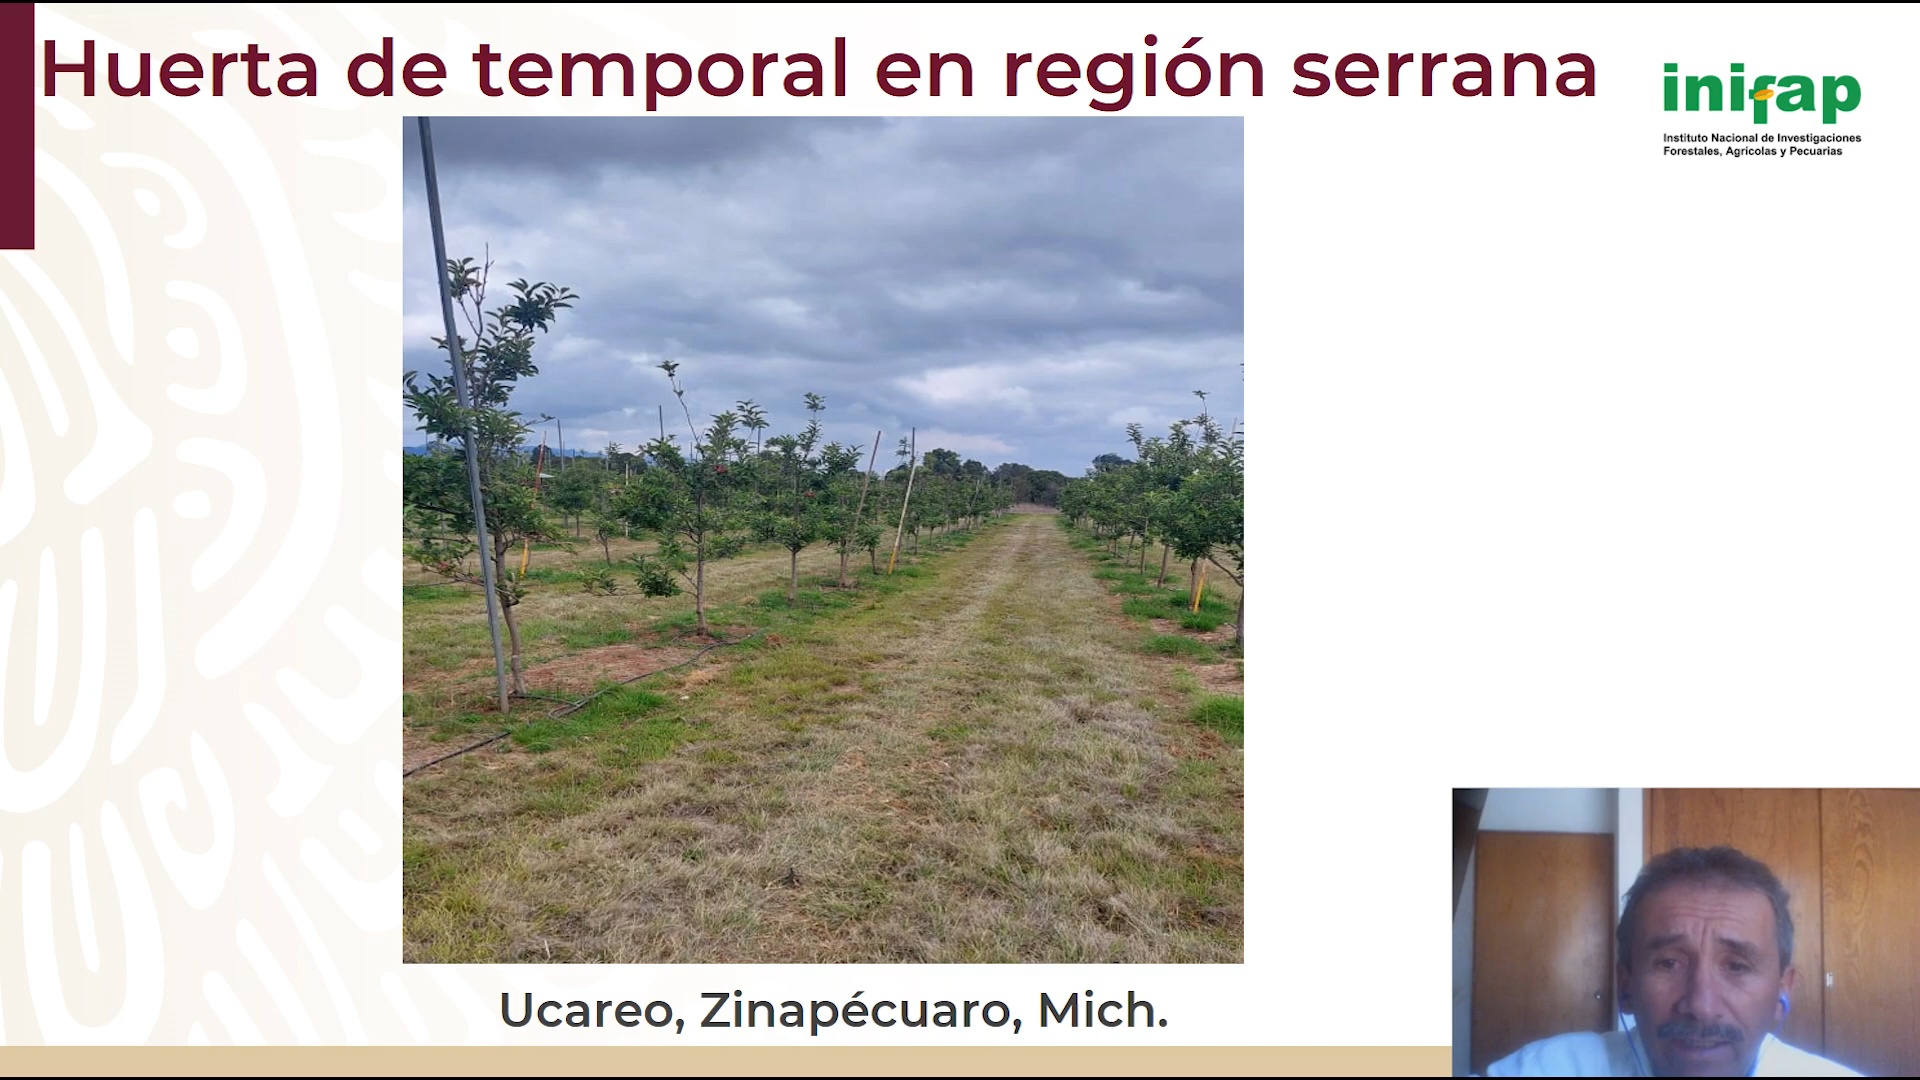 Huerta de temporal en región serrana
inifap
Instituto Nacional de Investigaciones
Forestales, Agrícolas y Pecuarias
Ucareo, Zinapécuaro, Mich.